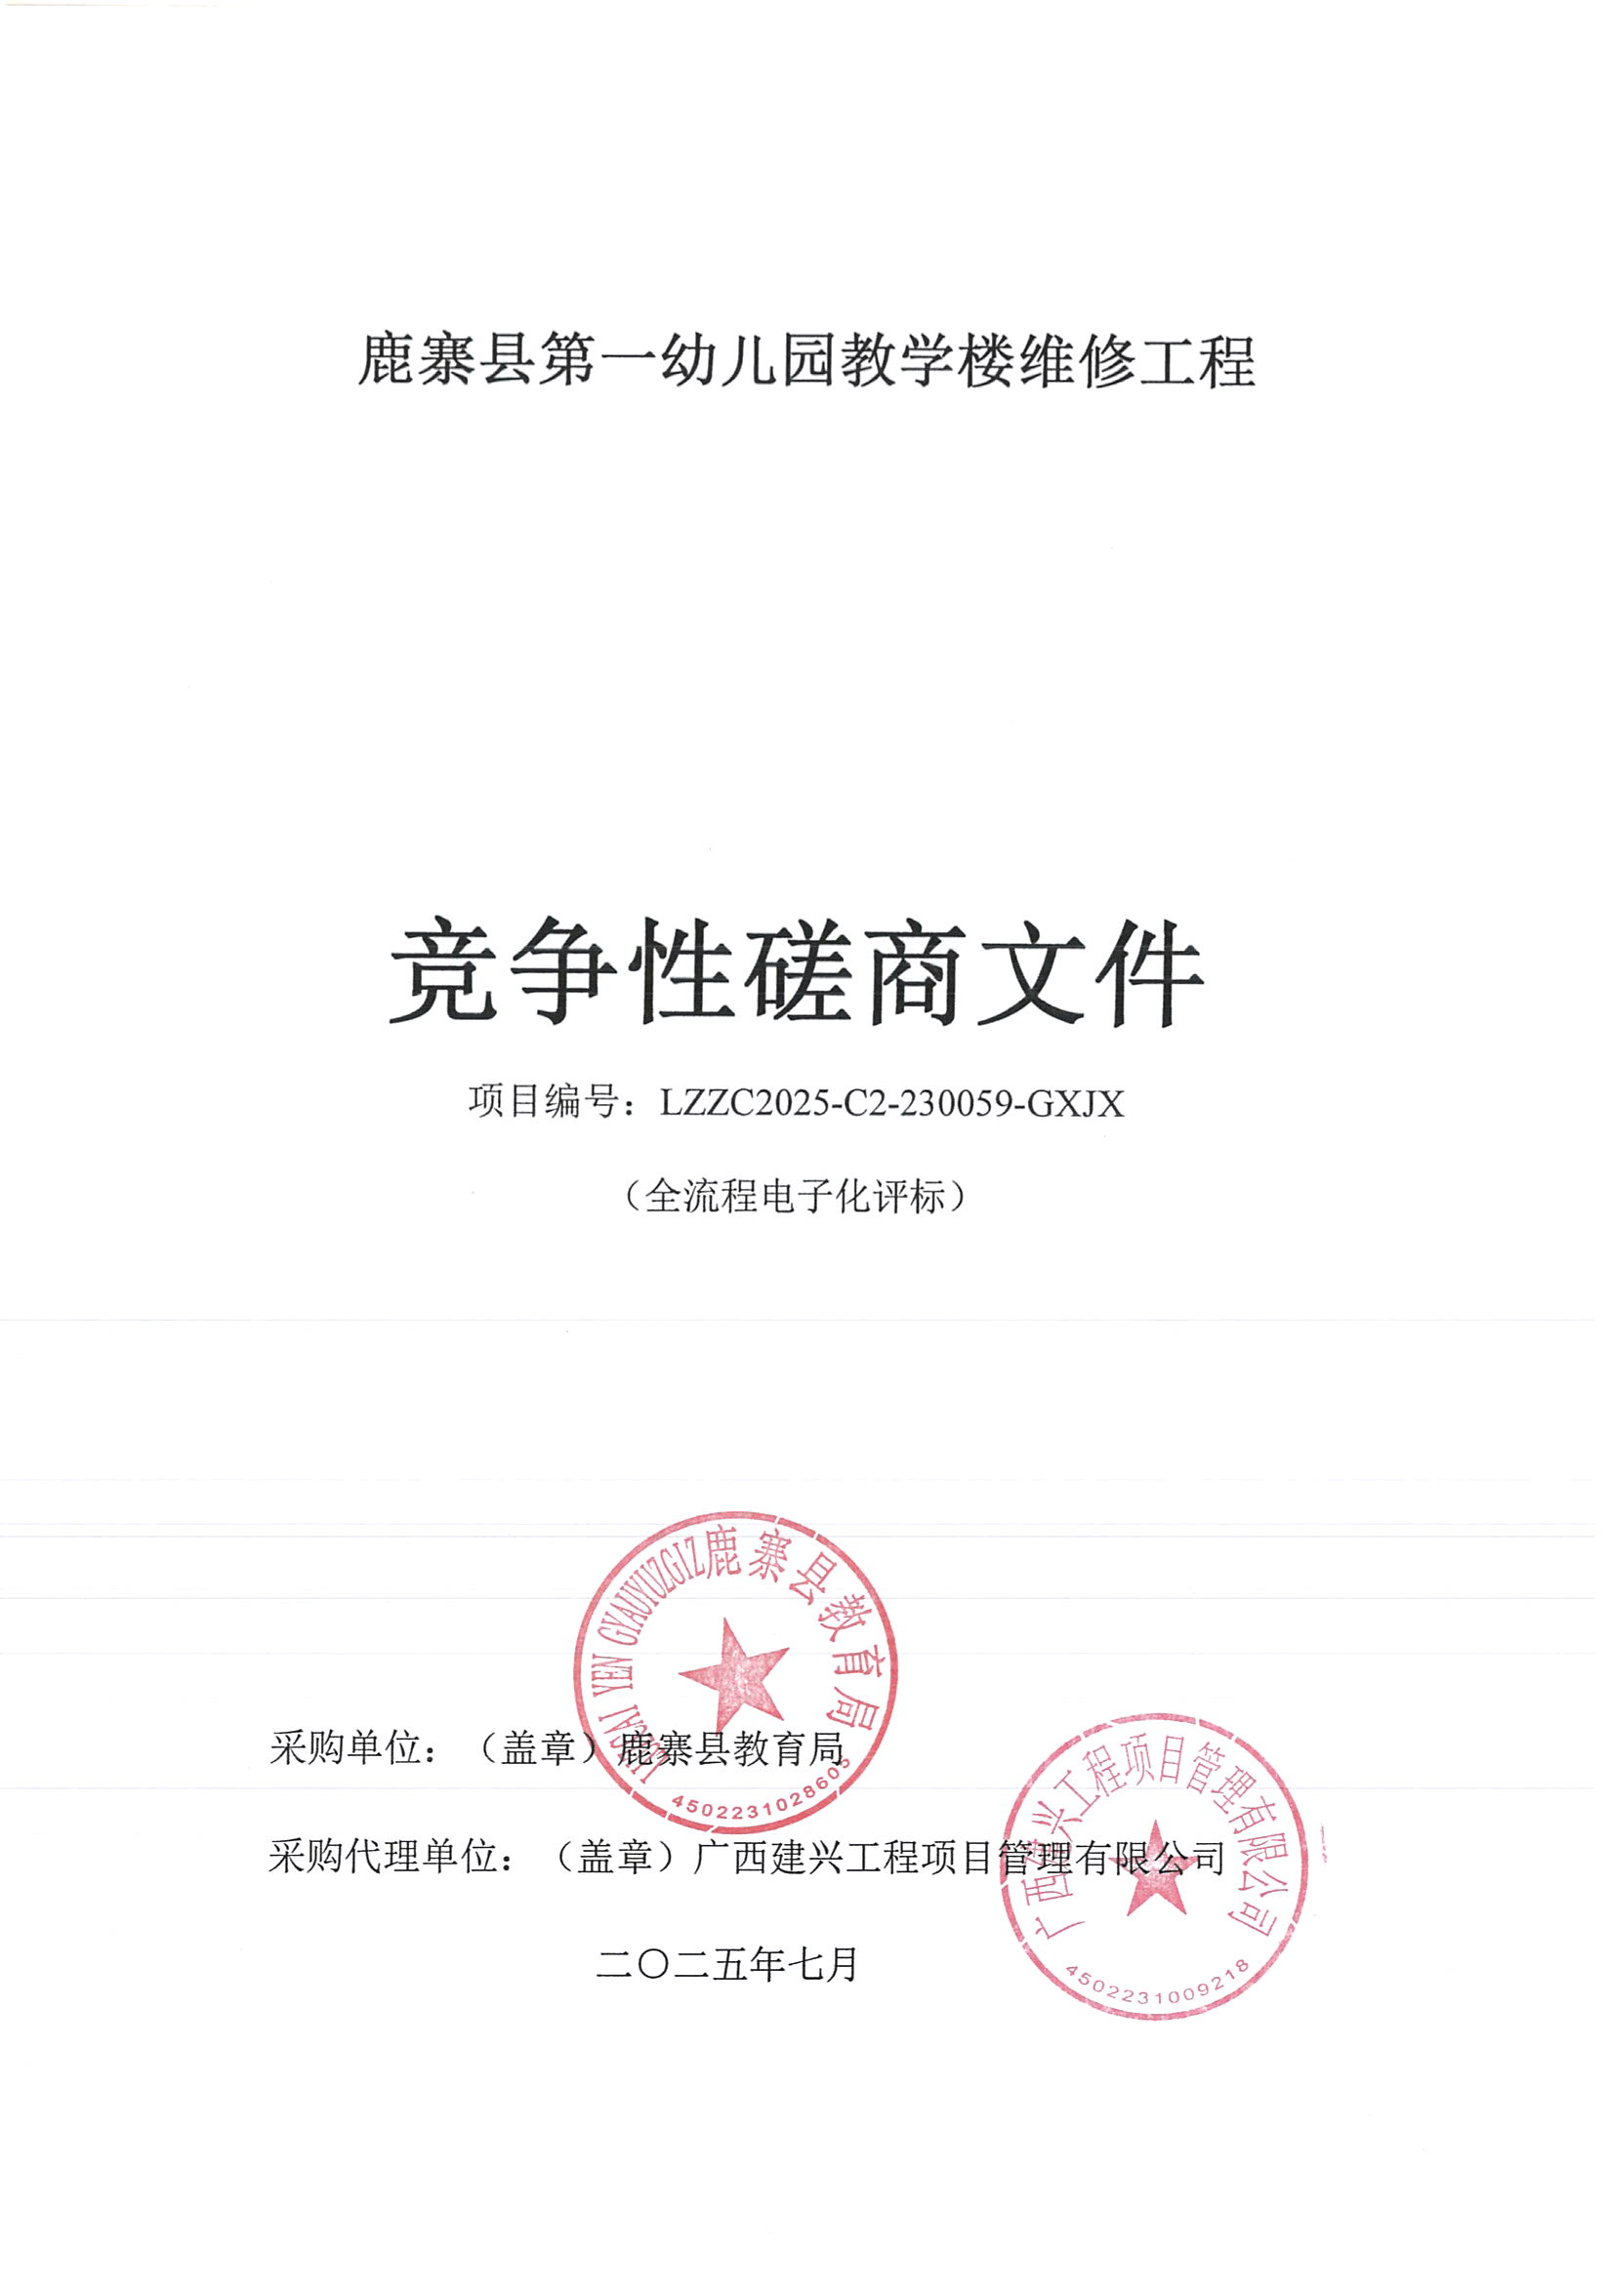 鹿寨县第一幼儿园教学楼维修工程
竞争性磋商文件
项目编号：LZZC2025-C2-230059-GXJX
（全流程电子化评标）
鹿寨县教育局
4502231028605
采购单位：（盖章）鹿寨县教育局
广西建兴工程项目管理有限公司
4502231009218
采购代理单位：（盖章）广西建兴工程项目管理有限公司
二〇二五年七月